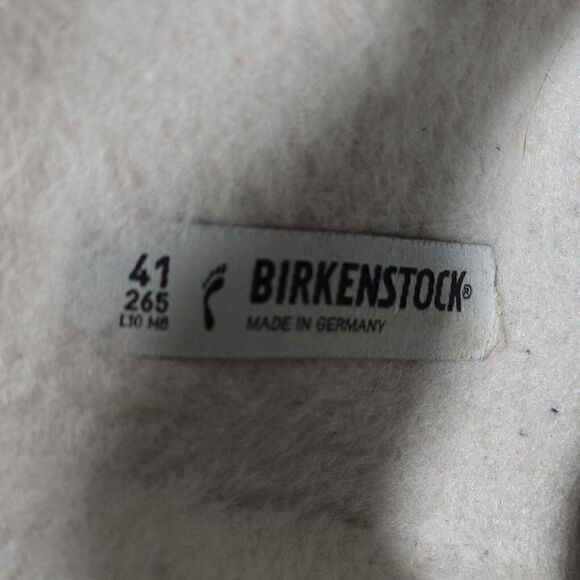 41
265
L10 M8
BIRKENSTOCK®
MADE IN GERMANY